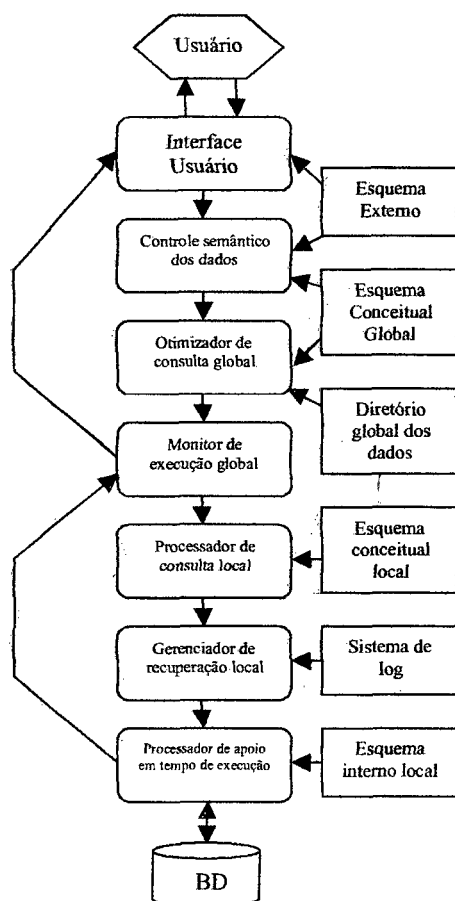 Usuário
Interface
Usuário
Esquema
Externo
Controle semântico
dos dados
Esquema
Conceitual
Global
Otimizador de
consulta global
Diretório
global dos
dados
Monitor de
execução global
Processador de
consulta local
Esquema
conceitual
local
Gerenciador de
recuperação local
Sistema de
log
Processador de apoio
em tempo de execução
Esquema
interno local
BD